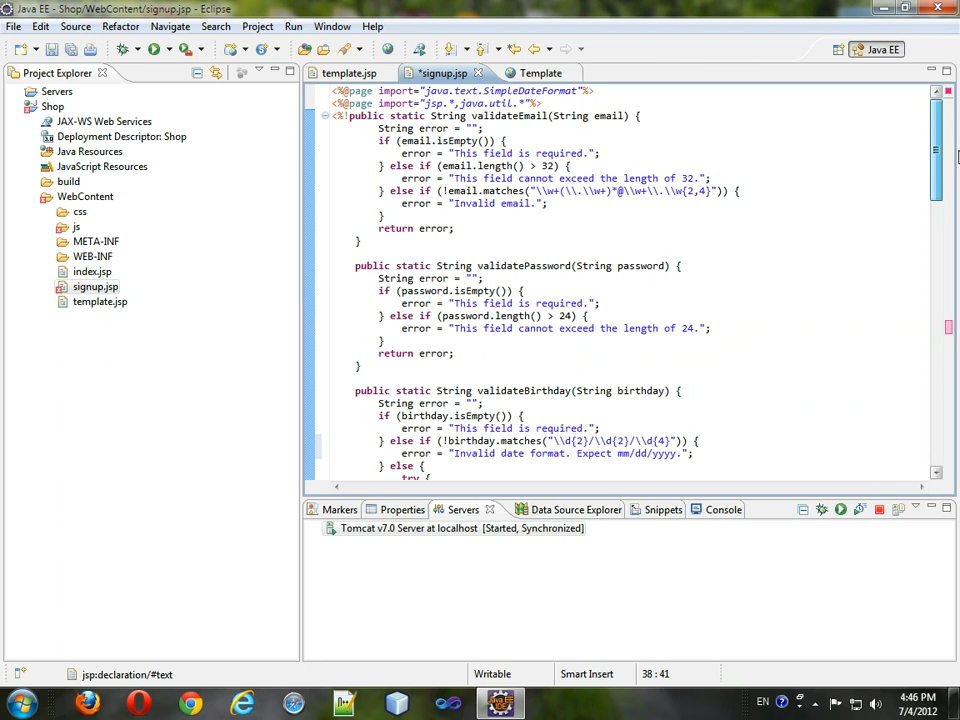 Java EE - Shop/WebContent/signup.jsp - Eclipse
File Edit Source Refactor Navigate Search Project Run Window Help
Java EE
Project Explorer
template.jsp
*signup.jsp
Template
Servers
Shop
JAX-WS Web Services
Deployment Descriptor: Shop
Java Resources
JavaScript Resources
build
WebContent
css
js
META-INF
WEB-INF
index.jsp
signup.jsp
template.jsp
<%@page import="java.text.SimpleDateFormat"%>
<%@page import="jsp.*,java.util.*"%>
<%!public static String validateEmail(String email) {
String error = "";
if (email.isEmpty()) {
error = "This field is required.";
} else if (email.length() > 32) {
error = "This field cannot exceed the length of 32.";
} else if (!email.matches("\\w+(\\.\\w+)*@\\w+\\.\\w{2,4}")) {
error = "Invalid email.";
}
return error;
}
public static String validatePassword(String password) {
String error = "";
if (password.isEmpty()) {
error = "This field is required.";
} else if (password.length() > 24) {
error = "This field cannot exceed the length of 24.";
}
return error;
}
public static String validateBirthday(String birthday) {
String error = "";
if (birthday.isEmpty()) {
error = "This field is required.";
} else if (!birthday.matches("\\d{2}/\\d{2}/\\d{4}")) {
error = "Invalid date format. Expect mm/dd/yyyy.";
} else {
try {
Markers Properties Servers Data Source Explorer Snippets Console
Tomcat v7.0 Server at localhost [Started, Synchronized]
jsp:declaration/#text Writable Smart Insert 38 : 41
EN
4:46 PM
7/4/2012